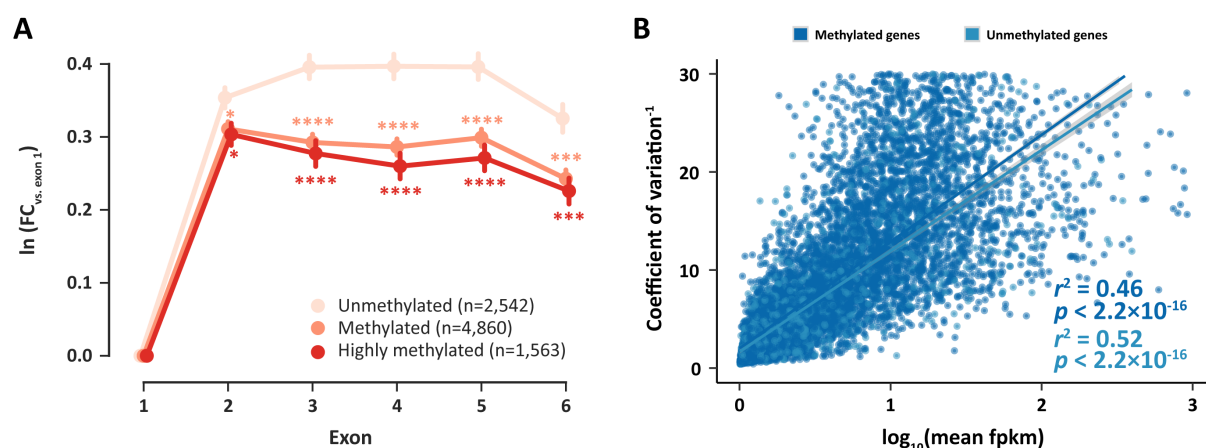 A
0.4
0.3
0.2
0.1
0.0
ln (FCvs. exon 1)
*
****
****
****
***
*
****
****
****
***
Unmethylated (n=2,542)
Methylated (n=4,860)
Highly methylated (n=1,563)
1 2 3 4 5 6
Exon
B
Methylated genes Unmethylated genes
30
20
10
0
Coefficient of variation-1
r2 = 0.46
p < 2.2×10-16
r2 = 0.52
p < 2.2×10-16
0 1 2 3
log10(mean fpkm)